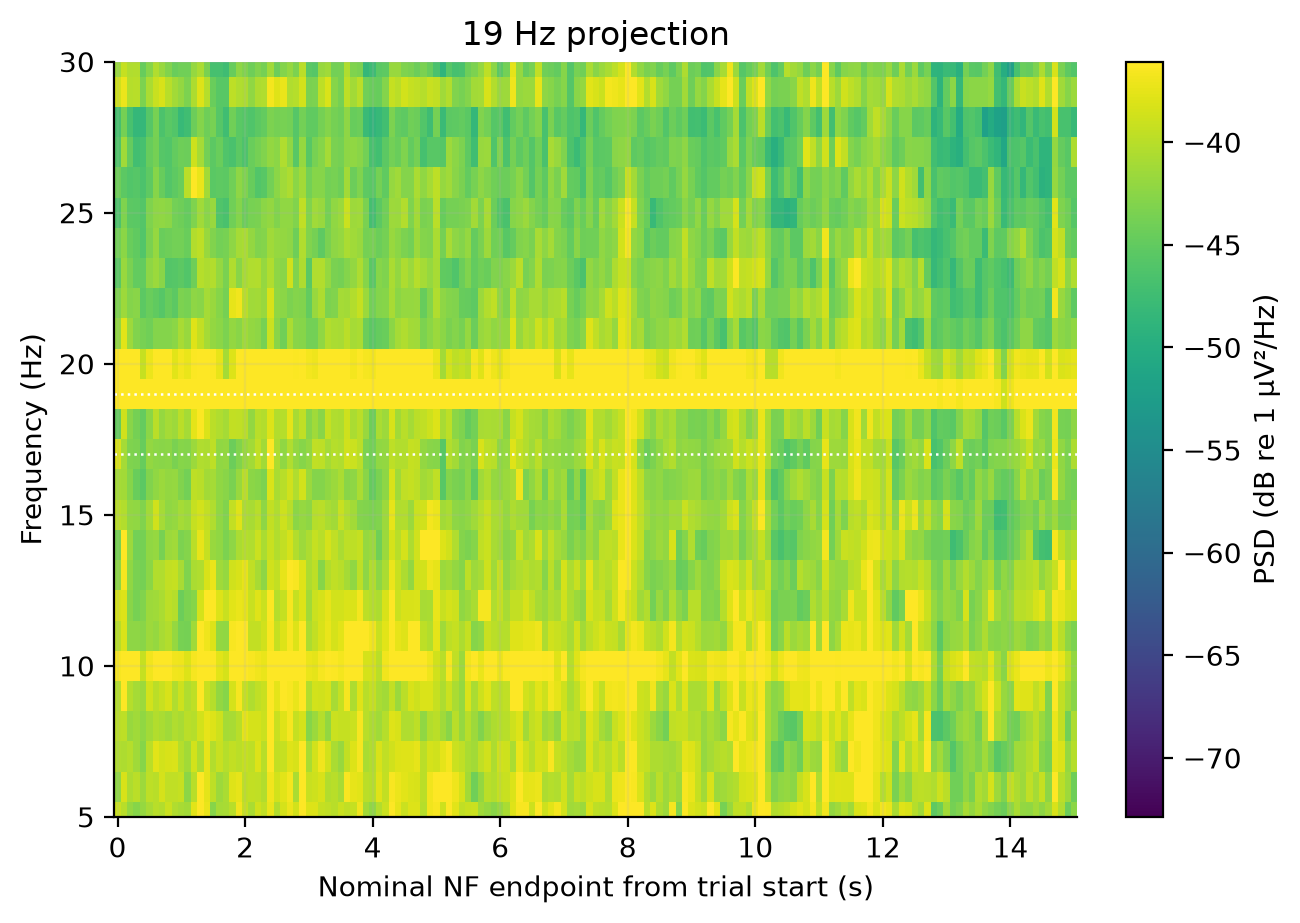 19 Hz projection
30
25
20
15
10
5
Frequency (Hz)
0 2 4 6 8 10 12 14
Nominal NF endpoint from trial start (s)
−40
−45
−50
−55
−60
−65
−70
PSD (dB re 1 µV²/Hz)